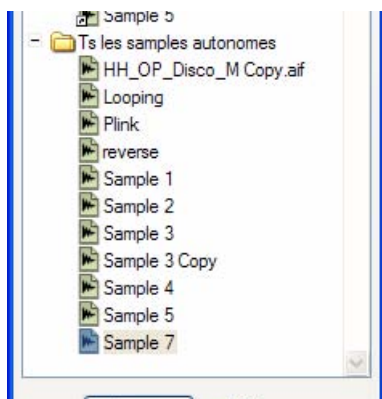 Sample 5
Ts les samples autonomes
HH_OP_Disco_M Copy.aif
Looping
Plink
reverse
Sample 1
Sample 2
Sample 3
Sample 3 Copy
Sample 4
Sample 5
Sample 7